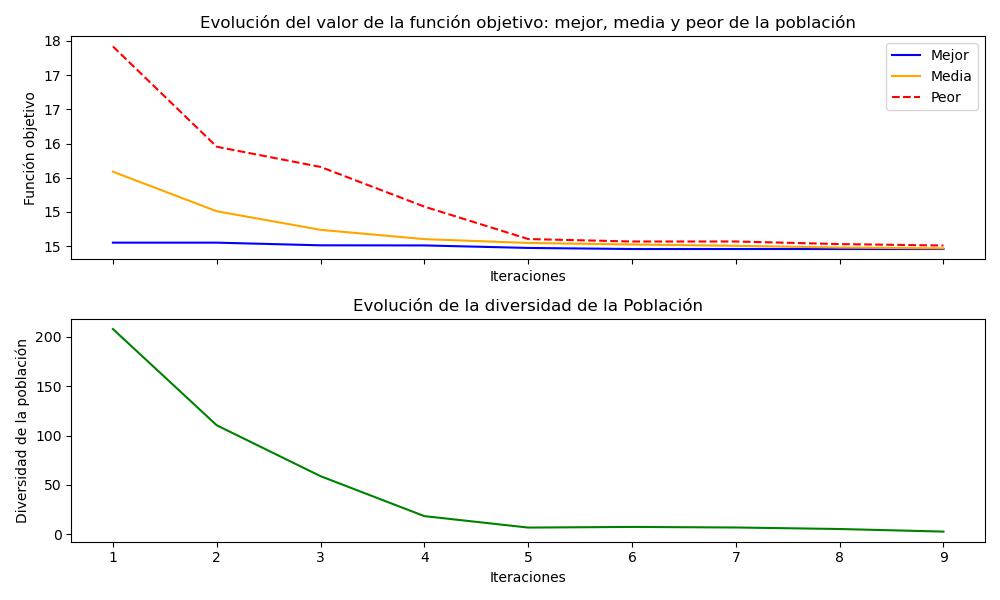 Evolución del valor de la función objetivo: mejor, media y peor de la población
Función objetivo
18
17
17
16
16
15
15
Mejor
Media
Peor
Iteraciones
Evolución de la diversidad de la Población
Diversidad de la población
200
150
100
50
0
1 2 3 4 5 6 7 8 9
Iteraciones